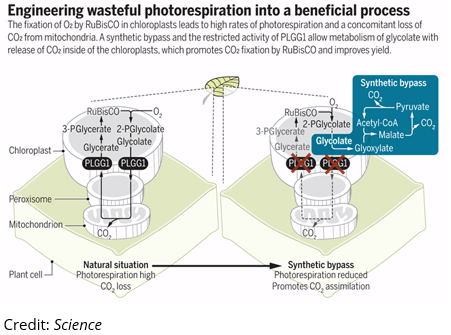 Engineering wasteful photorespiration into a beneficial process
The fixation of O₂ by RuBisCO in chloroplasts leads to high rates of photorespiration and a concomitant loss of
CO₂ from mitochondria. A synthetic bypass and the restricted activity of PLGG1 allow metabolism of glycolate with
release of CO₂ inside the chloroplasts, which promotes CO₂ fixation by RuBisCO and improves yield.
Synthetic bypass
CO₂
Pyruvate
Acetyl-CoA
CO₂
Malate
Glyoxylate
RuBisCO
O₂
3-PGlycerate
2-PGlycolate
Glycerate
Glycolate
PLGG1
PLGG1
O₂
RuBisCO
2-PGlycolate
3-PGlycerate
Glycolate
Glycerate
PLGG1
PLGG1
Chloroplast
Peroxisome
Mitochondrion
CO₂
CO₂
Plant cell
Natural situation
Photorespiration high
CO₂ loss
Synthetic bypass
Photorespiration reduced
Promotes CO₂ assimilation
Credit: Science